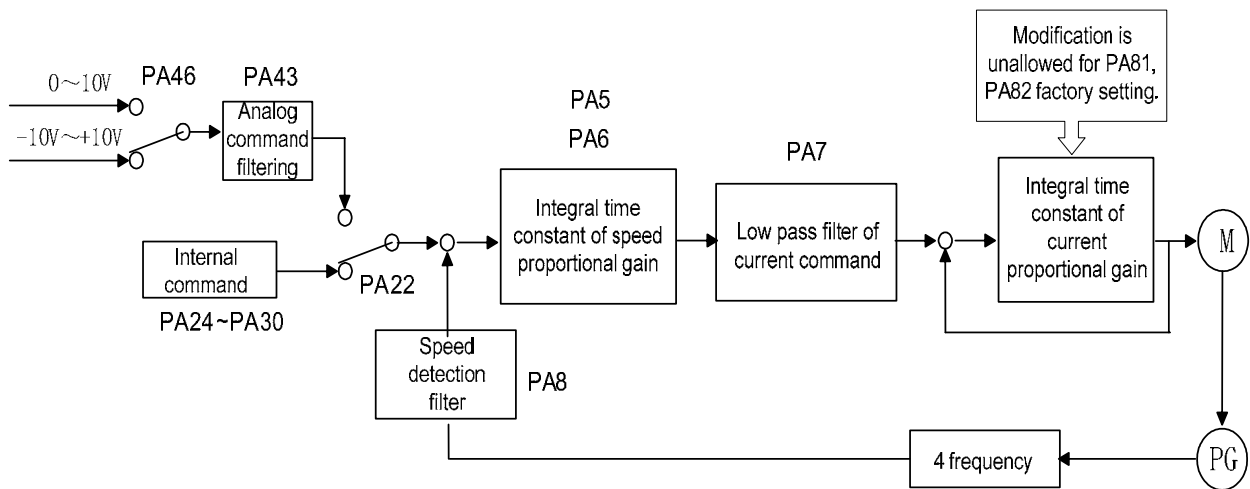 0～10V
-10V～+10V
PA46
PA43
Analog
command
filtering
Internal
command
PA24~PA30
PA22
PA5
PA6
Integral time
constant of speed
proportional gain
PA7
Low pass filter of
current command
Modification is
unallowed for PA81,
PA82 factory setting.
Integral time
constant of
current
proportional gain
M
Speed
detection
filter
PA8
4 frequency
PG